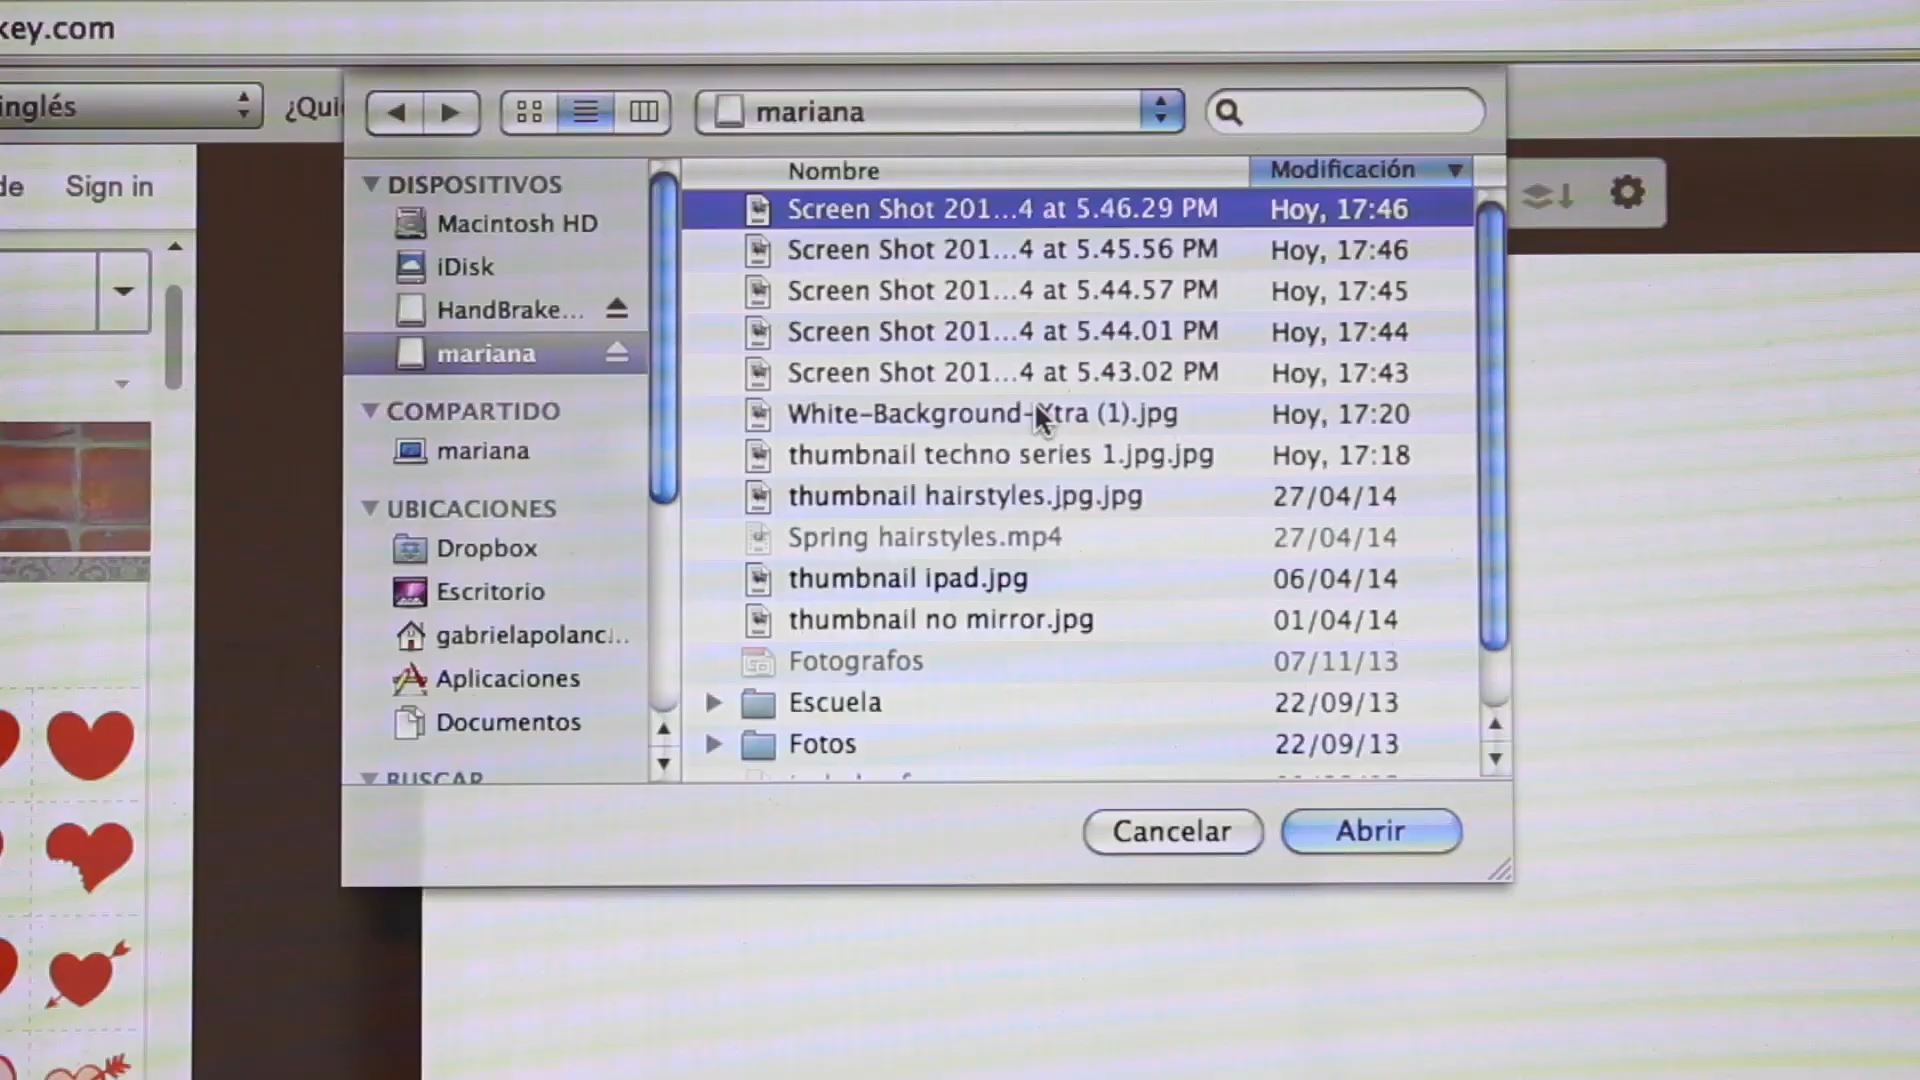 key.com
inglés
¿Qui
mariana
de
Sign in
DISPOSITIVOS
Macintosh HD
iDisk
HandBrake...
mariana
COMPARTIDO
mariana
UBICACIONES
Dropbox
Escritorio
gabrielapolanc...
Aplicaciones
Documentos
BUSCAR
Nombre Modificación
Screen Shot 201...4 at 5.46.29 PM Hoy, 17:46
Screen Shot 201...4 at 5.45.56 PM Hoy, 17:46
Screen Shot 201...4 at 5.44.57 PM Hoy, 17:45
Screen Shot 201...4 at 5.44.01 PM Hoy, 17:44
Screen Shot 201...4 at 5.43.02 PM Hoy, 17:43
White-Background-Xtra (1).jpg Hoy, 17:20
thumbnail techno series 1.jpg.jpg Hoy, 17:18
thumbnail hairstyles.jpg.jpg 27/04/14
Spring hairstyles.mp4 27/04/14
thumbnail ipad.jpg 06/04/14
thumbnail no mirror.jpg 01/04/14
Fotografos 07/11/13
Escuela 22/09/13
Fotos 22/09/13
Cancelar
Abrir